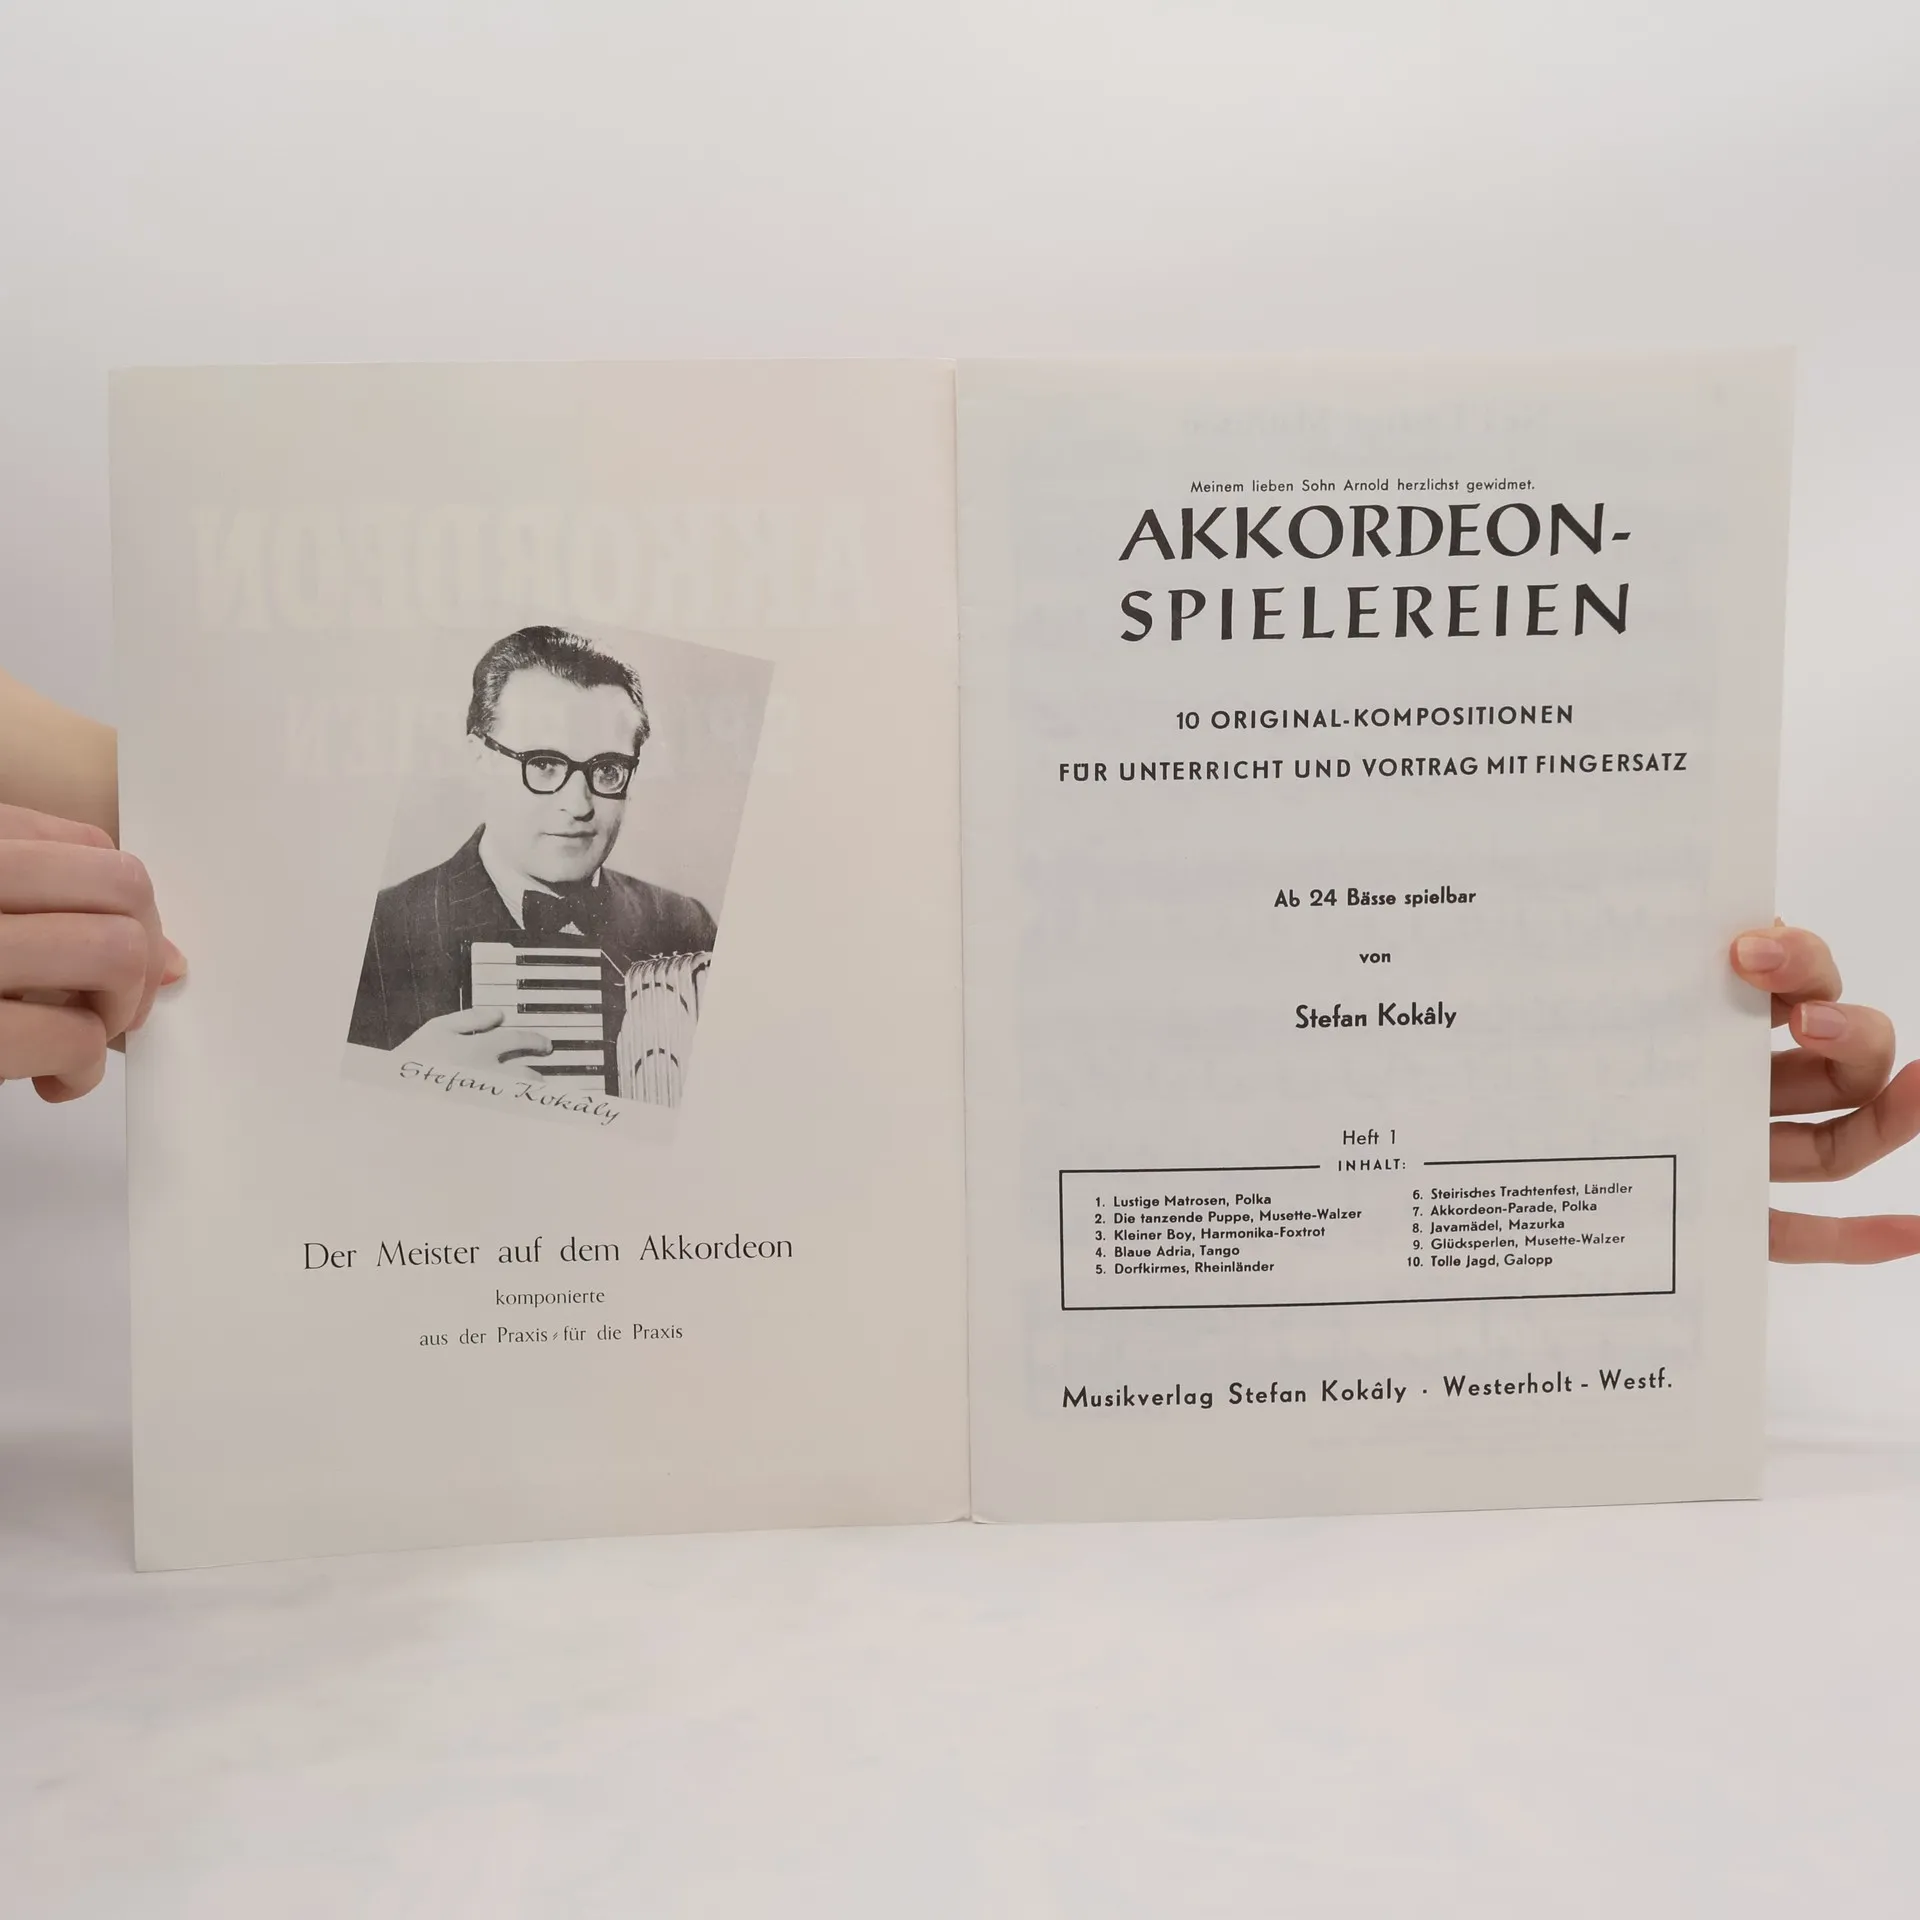 Stefan Kokâly
Der Meister auf dem Akkordeon
komponierte
aus der Praxis - für die Praxis
Meinem lieben Sohn Arnold herzlichst gewidmet.
AKKORDEON-
SPIELEREIEN
10 ORIGINAL-KOMPOSITIONEN
FÜR UNTERRICHT UND VORTRAG MIT FINGERSATZ
Ab 24 Bässe spielbar
von
Stefan Kokâly
Heft 1
INHALT:
1. Lustige Matrosen, Polka
2. Die tanzende Puppe, Musette-Walzer
3. Kleiner Boy, Harmonika-Foxtrot
4. Blaue Adria, Tango
5. Dorfkirmes, Rheinländer
6. Steirisches Trachtenfest, Ländler
7. Akkordeon-Parade, Polka
8. Javamädel, Mazurka
9. Glücksperlen, Musette-Walzer
10. Tolle Jagd, Galopp
Musikverlag Stefan Kokâly · Westerholt - Westf.